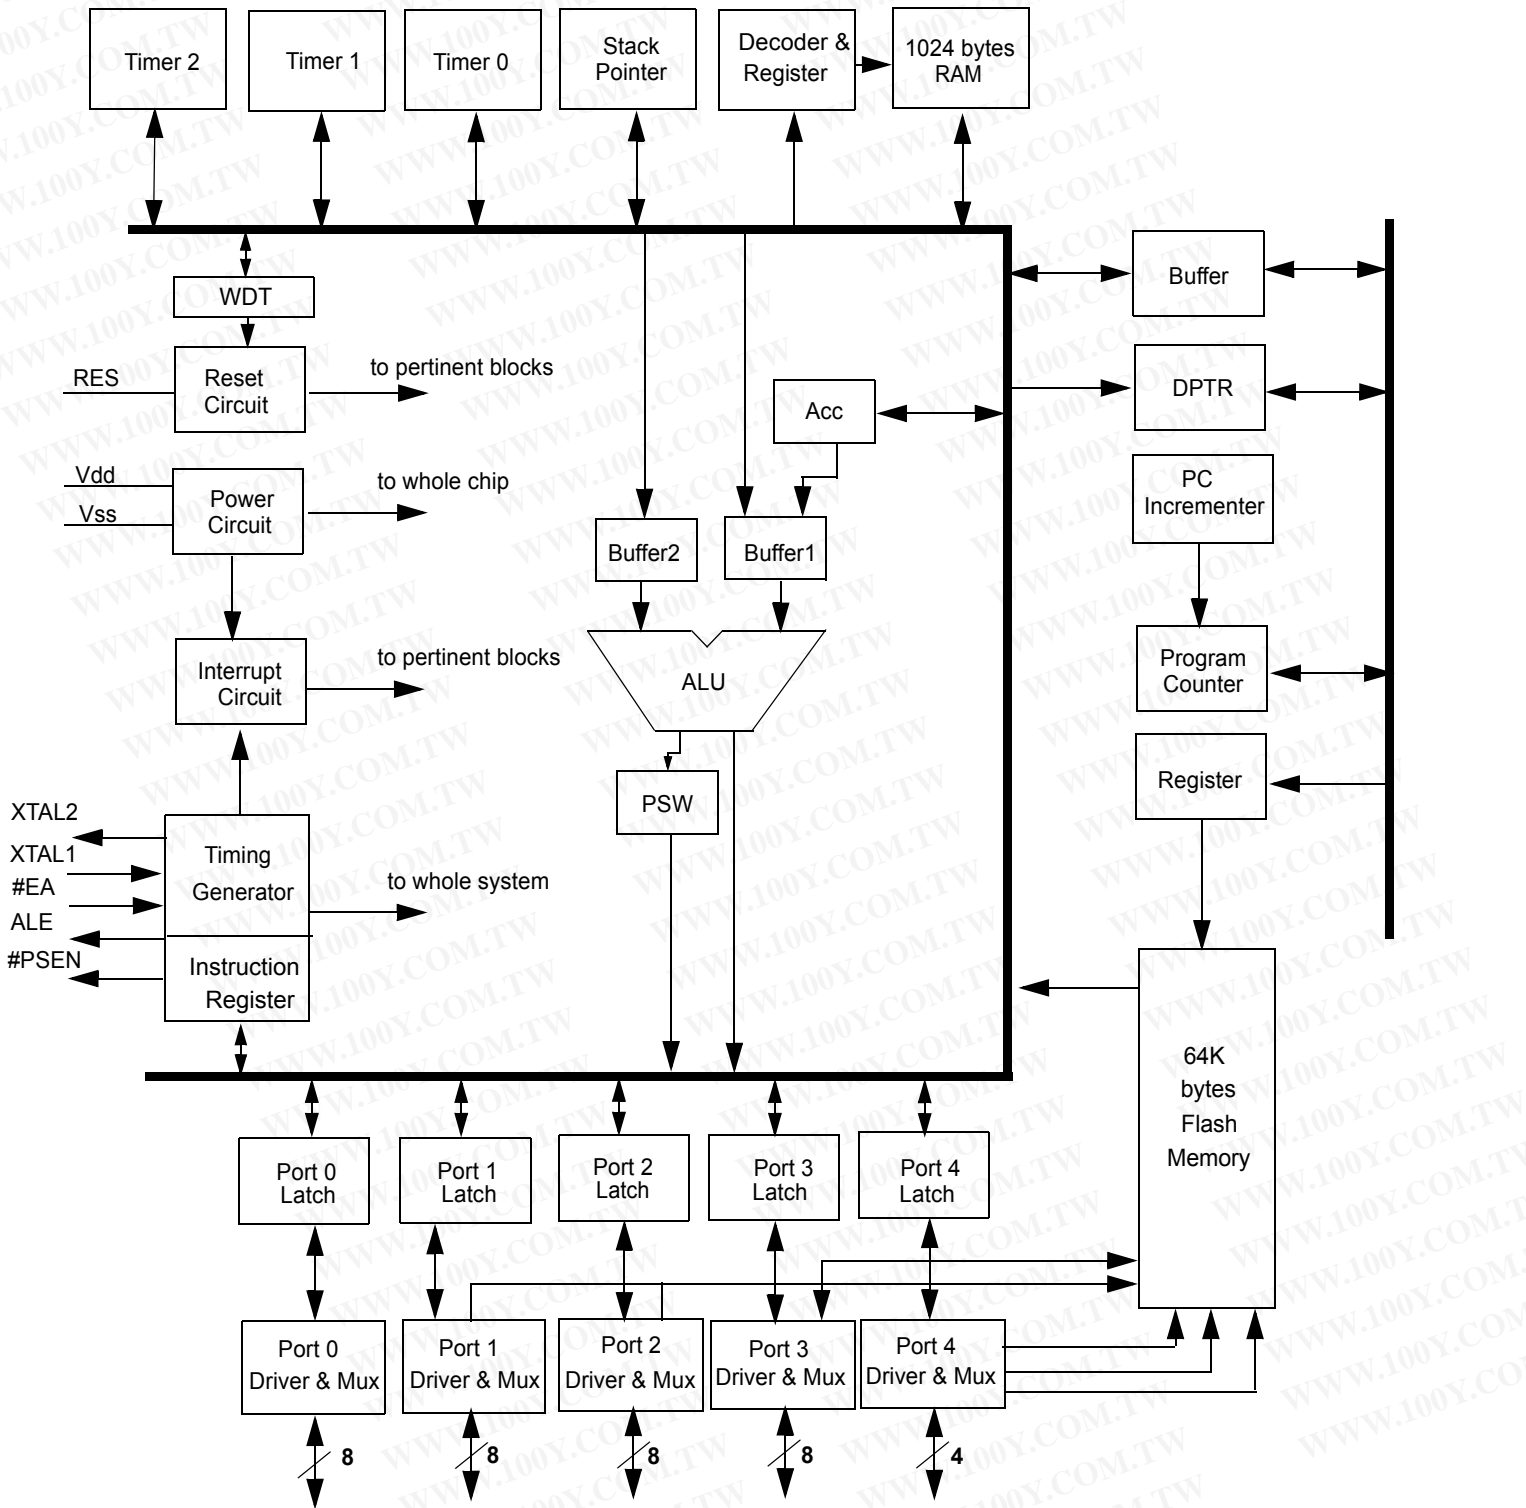 Timer 2
Timer 1
Timer 0
Stack
Pointer
Decoder &
Register
1024 bytes
RAM
WDT
Buffer
RES
Reset
Circuit
to pertinent blocks
DPTR
Acc
Vdd
Vss
Power
Circuit
to whole chip
PC
Incrementer
Buffer2
Buffer1
Interrupt
Circuit
to pertinent blocks
ALU
Program
Counter
PSW
Register
XTAL2
XTAL1
#EA
ALE
#PSEN
Timing
Generator
to whole system
Instruction
Register
64K
bytes
Flash
Memory
Port 0
Latch
Port 1
Latch
Port 2
Latch
Port 3
Latch
Port 4
Latch
Port 0
Driver & Mux
Port 1
Driver & Mux
Port 2
Driver & Mux
Port 3
Driver & Mux
Port 4
Driver & Mux
8
8
8
8
4
WWW.100Y.COM.TW